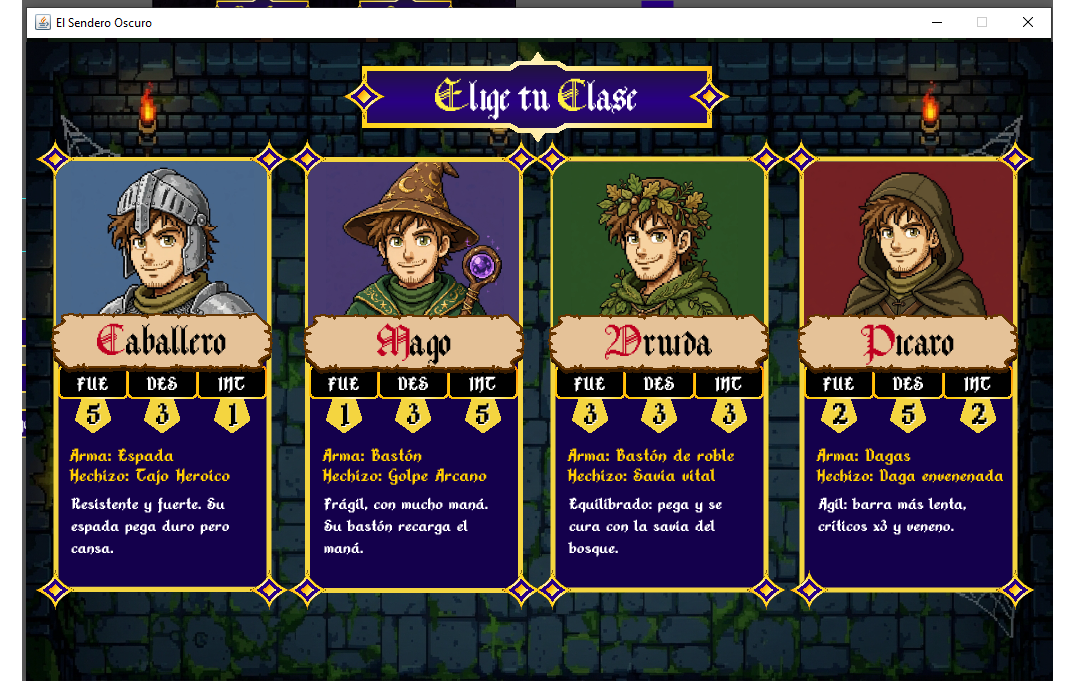 El Sendero Oscuro
Elige tu Clase
Caballero
FUE DES INT
5 3 1
Arma: Espada
Hechizo: Tajo Heroico
Resistente y fuerte. Su
espada pega duro pero
cansa.
Mago
FUE DES INT
1 3 5
Arma: Bastón
Hechizo: Golpe Arcano
Frágil, con mucho maná.
Su bastón recarga el
maná.
Druida
FUE DES INT
3 3 3
Arma: Bastón de roble
Hechizo: Savia vital
Equilibrado: pega y se
cura con la savia del
bosque.
Pícaro
FUE DES INT
2 5 2
Arma: Dagas
Hechizo: Daga envenenada
Agil: barra más lenta,
críticos x3 y veneno.